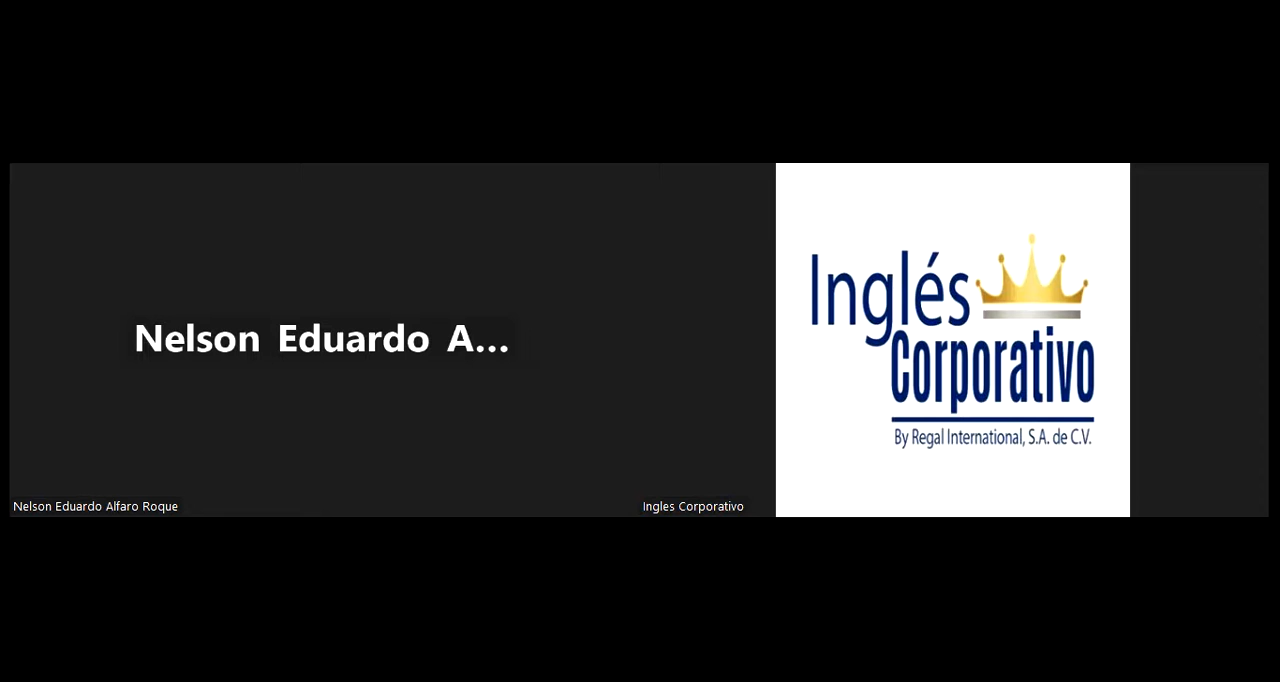 Nelson Eduardo A...
Nelson Eduardo Alfaro Roque
Inglés
Corporativo
By Regal International, S.A. de C.V.
Ingles Corporativo